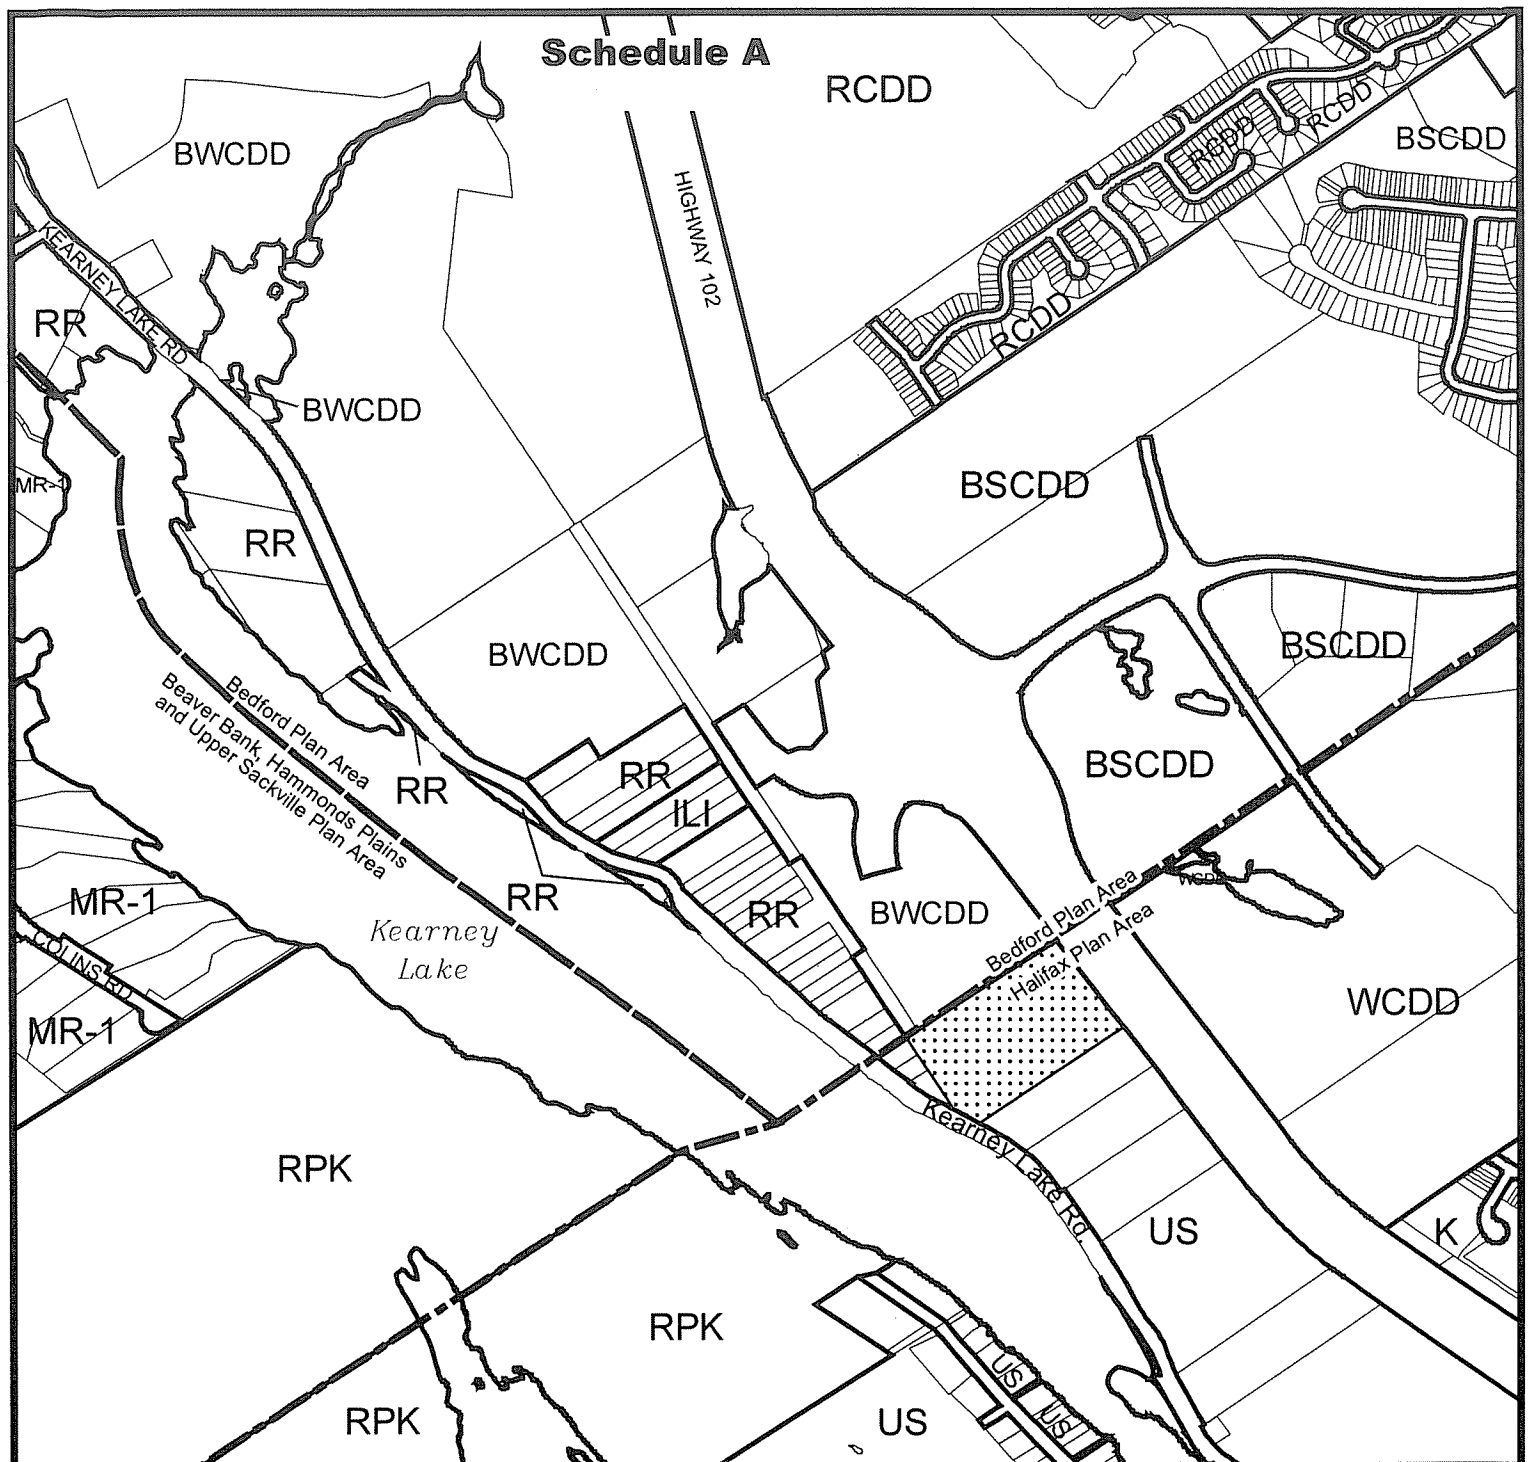 Schedule A
RCDD
RCDD
RCDD
BSCDD
BWCDD
HIGHWAY 102
KEARNEY LAKE RD
RR
RCDD
BWCDD
MR-1
BSCDD
RR
BWCDD
BSCDD
Bedford Plan Area
Beaver Bank, Hammonds Plains
and Upper Sackville Plan Area
RR
RR
ILI
BSCDD
RR
RR
BWCDD
Bedford Plan Area
Halifax Plan Area
WCDD
MR-1
COLINS RD
Kearney
Lake
MR-1
WCDD
Kearney Lake Rd.
RPK
US
K
RPK
US
US
RPK
US